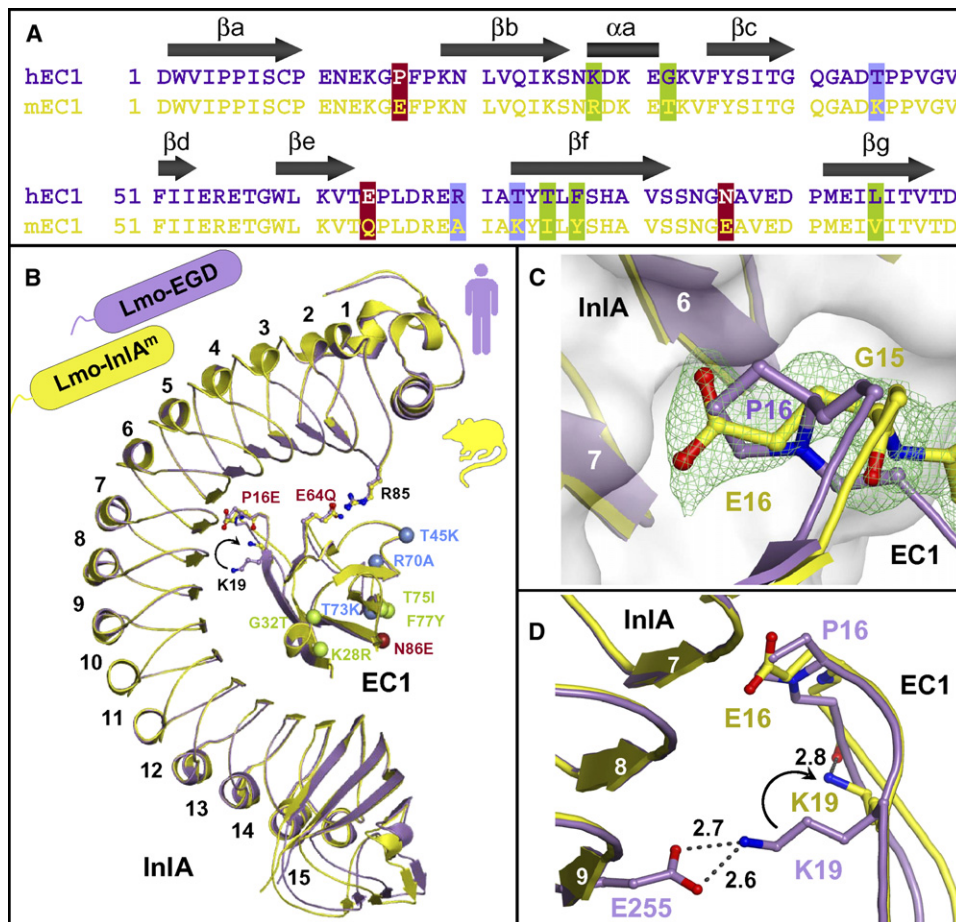 A
βa βb αa βc
hEC1 1 DWVIPPISCP ENEKGPFPKN LVQIKSNKDK EGKVFYSITG QGADTPPVGV
mEC1 1 DWVIPPISCP ENEKGEFPKN LVQIKSNRDK ETKVFYSITG QGADKPPVGV
βd βe βf βg
hEC1 51 FIIERETGWL KVTEPLDRER IATYTLFSHA VSSNGNAVED PMEILITVTD
mEC1 51 FIIERETGWL KVTQPLDREA IAKYILYSHA VSSNGEAVED PMEIVITVTD
B
Lmo-EGD
Lmo-InlAᵐ
1
2
3
4
5
6
7
8
9
10
11
12
13
14
15
P16E E64Q R85
K19
T45K
R70A
T73K T75I
G32T F77Y
K28R N86E
EC1
InlA
C
InlA
6
G15
P16
7
E16
EC1
D
InlA
P16
7
EC1
E16
8
2.8
K19
2.7
K19
9
2.6
E255